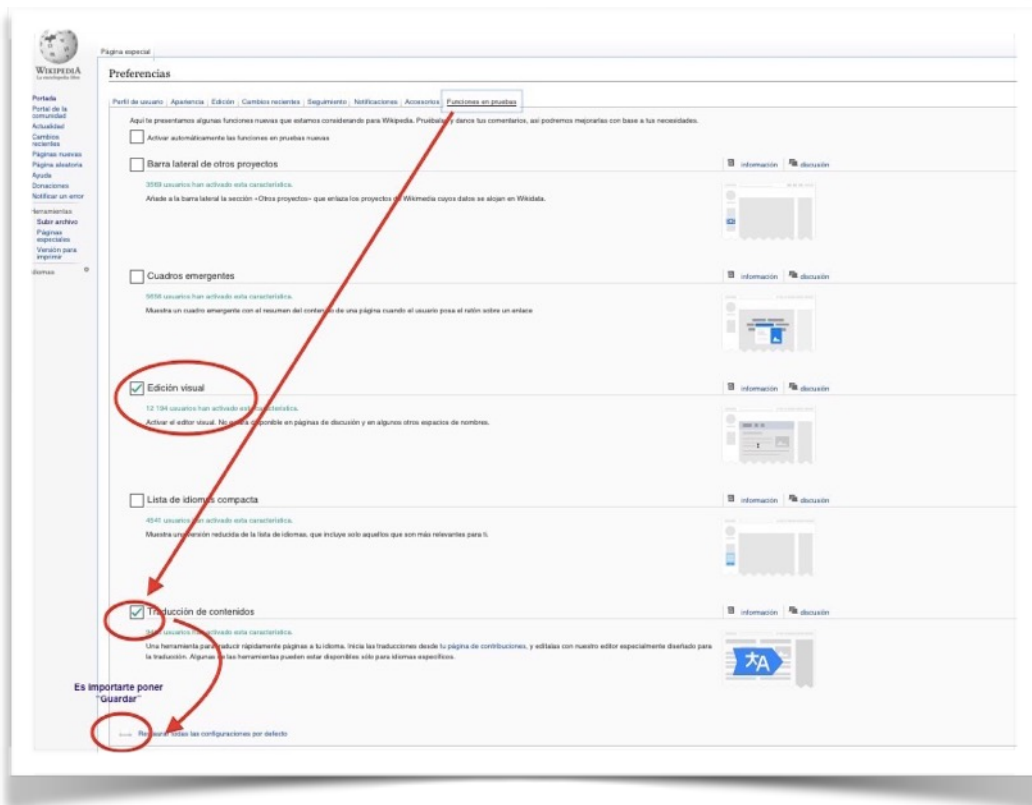 WIKIPEDIA
La enciclopedia libre
Página especial
Preferencias
Portada
Portal de la
comunidad
Actualidad
Cambios
recientes
Páginas nuevas
Página aleatoria
Ayuda
Donaciones
Notificar un error
Herramientas
Subir archivo
Páginas
especiales
Versión para
imprimir
Idiomas
Perfil de usuario Apariencia Edición Cambios recientes Seguimiento Notificaciones Accesorios Funciones en pruebas
Aquí te presentamos algunas funciones nuevas que estamos considerando para Wikipedia. Pruébalas y danos tus comentarios, así podremos mejorarlas con base a tus necesidades.
Activar automáticamente las funciones en pruebas nuevas
Barra lateral de otros proyectos información discusión
3569 usuarios han activado esta característica.
Añade a la barra lateral la sección «Otros proyectos» que enlaza los proyectos de Wikimedia cuyos datos se alojan en Wikidata.
Cuadros emergentes información discusión
5656 usuarios han activado esta característica.
Muestra un cuadro emergente con el resumen del contenido de una página cuando el usuario posa el ratón sobre un enlace
Edición visual información discusión
12 194 usuarios han activado esta característica.
Activar el editor visual. No estará disponible en páginas de discusión y en algunos otros espacios de nombres.
Lista de idiomas compacta información discusión
4541 usuarios han activado esta característica.
Muestra una versión reducida de la lista de idiomas, que incluye solo aquellos que son más relevantes para ti.
Traducción de contenidos información discusión
usuarios han activado esta característica.
Una herramienta para traducir rápidamente páginas a tu idioma. Inicia las traducciones desde tu página de contribuciones, y edítalas con nuestro editor especialmente diseñado para
la traducción. Algunas de las herramientas pueden estar disponibles sólo para idiomas específicos.
Es importarte poner
"Guardar"
Restaurar todas las configuraciones por defecto